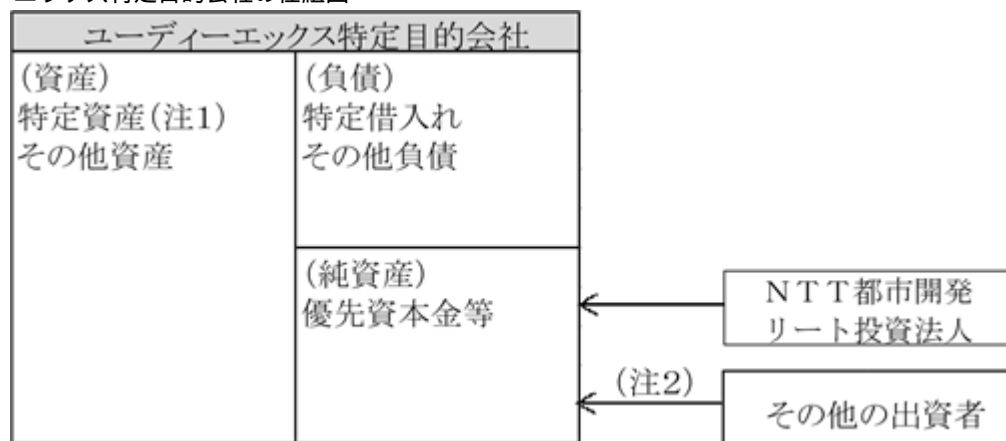 ユーディーエックス特定目的会社
(資産)
特定資産(注1)
その他資産
(負債)
特定借入れ
その他負債
(純資産)
優先資本金等
NTT都市開発
リート投資法人
(注2)
その他の出資者